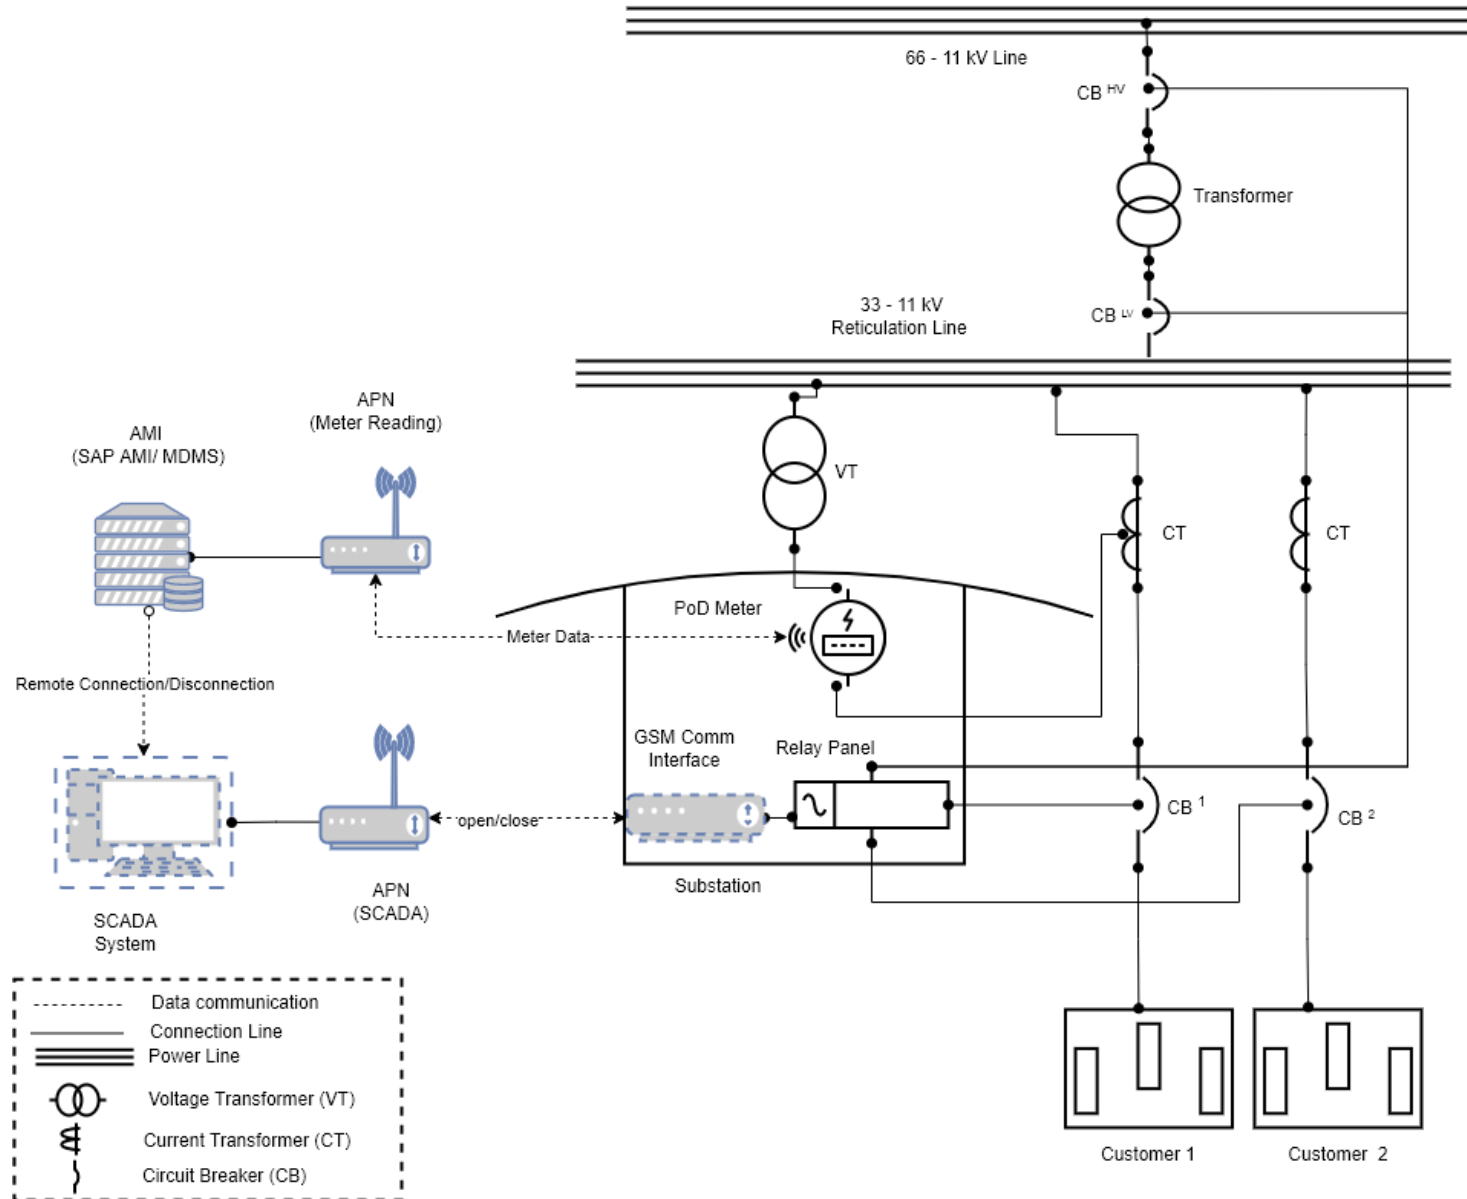 66 - 11 kV Line
CB HV
Transformer
33 - 11 kV
Reticulation Line
CB LV
APN
(Meter Reading)
AMI
(SAP AMI/ MDMS)
VT
CT
CT
PoD Meter
Meter Data
Remote Connection/Disconnection
GSM Comm
Interface
Relay Panel
open/close
CB 1
CB 2
Substation
APN
(SCADA)
SCADA
System
Data communication
Connection Line
Power Line
Voltage Transformer (VT)
Current Transformer (CT)
Circuit Breaker (CB)
Customer 1
Customer 2